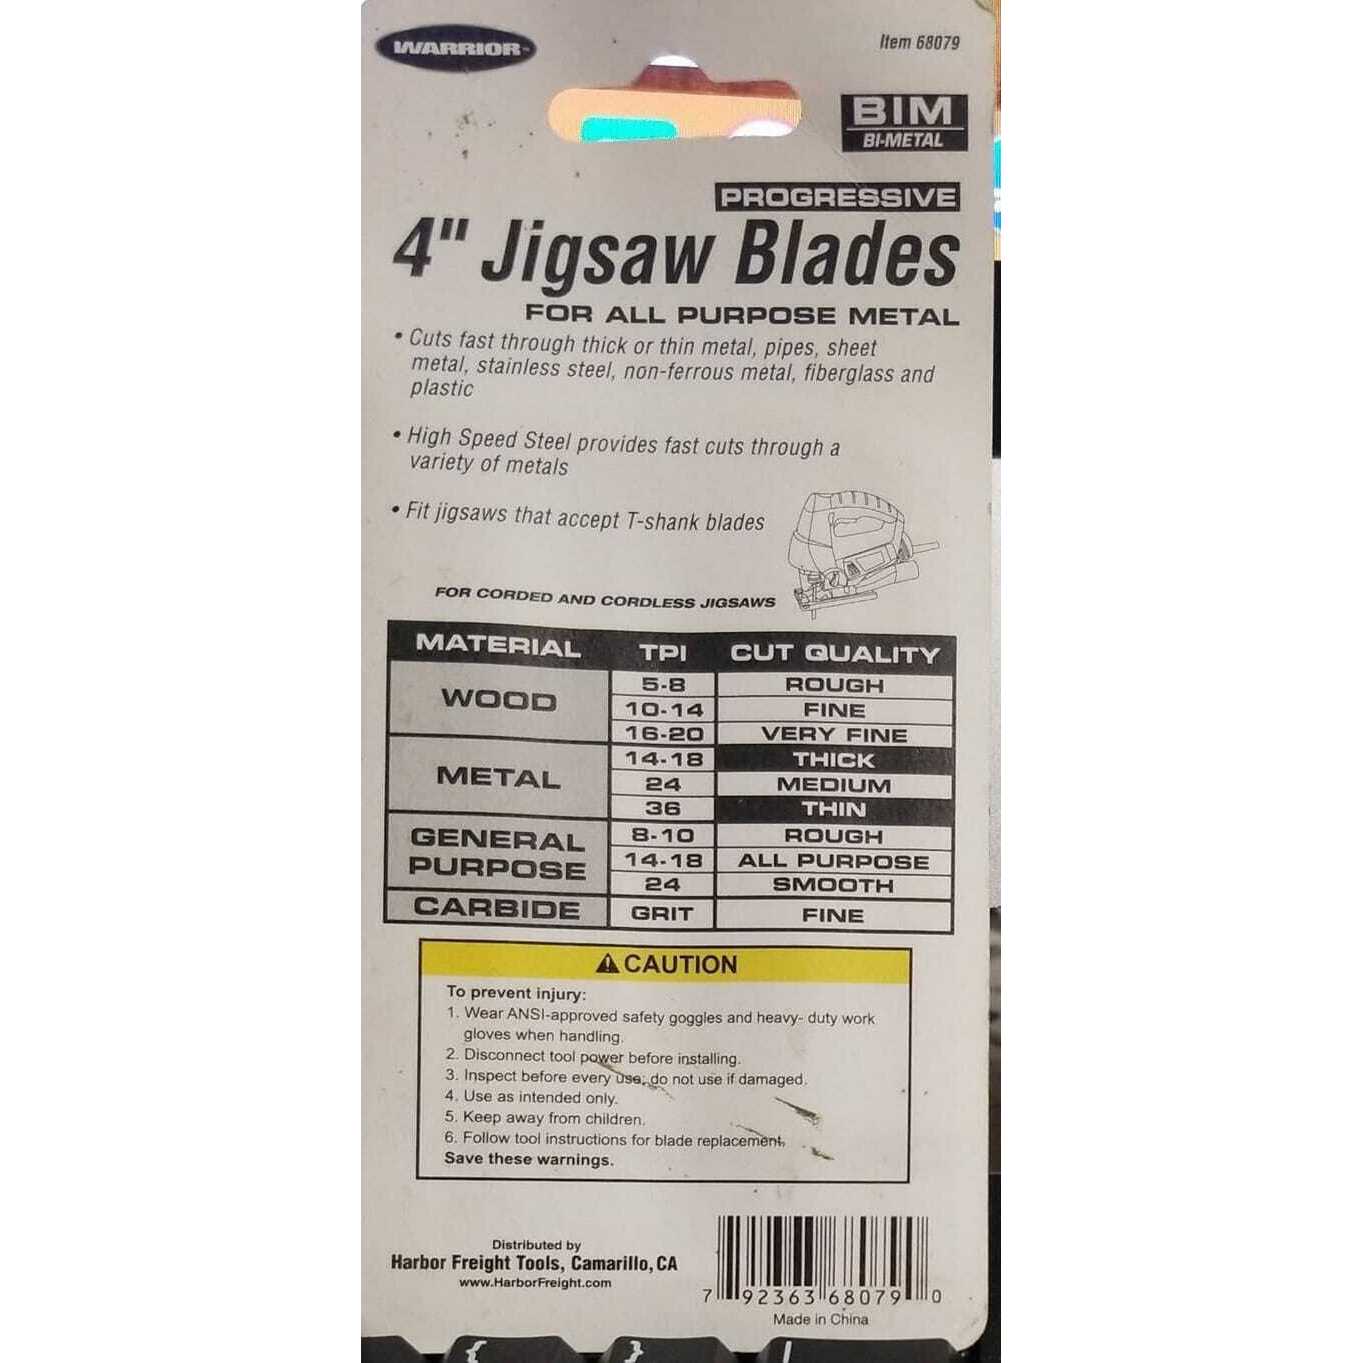 WARRIOR™
Item 68079
BIM
BI-METAL
PROGRESSIVE
4" Jigsaw Blades
FOR ALL PURPOSE METAL
• Cuts fast through thick or thin metal, pipes, sheet
metal, stainless steel, non-ferrous metal, fiberglass and
plastic
• High Speed Steel provides fast cuts through a
variety of metals
• Fit jigsaws that accept T-shank blades
FOR CORDED AND CORDLESS JIGSAWS
MATERIAL TPI CUT QUALITY
WOOD
5-8 ROUGH
10-14 FINE
16-20 VERY FINE
METAL
14-18 THICK
24 MEDIUM
36 THIN
GENERAL
PURPOSE
8-10 ROUGH
14-18 ALL PURPOSE
24 SMOOTH
CARBIDE GRIT FINE
CAUTION
To prevent injury:
1. Wear ANSI-approved safety goggles and heavy- duty work
gloves when handling.
2. Disconnect tool power before installing.
3. Inspect before every use; do not use if damaged.
4. Use as intended only.
5. Keep away from children.
6. Follow tool instructions for blade replacement.
Save these warnings.
Distributed by
Harbor Freight Tools, Camarillo, CA
www.HarborFreight.com
7 92363 68079 0
Made in China
{ } |